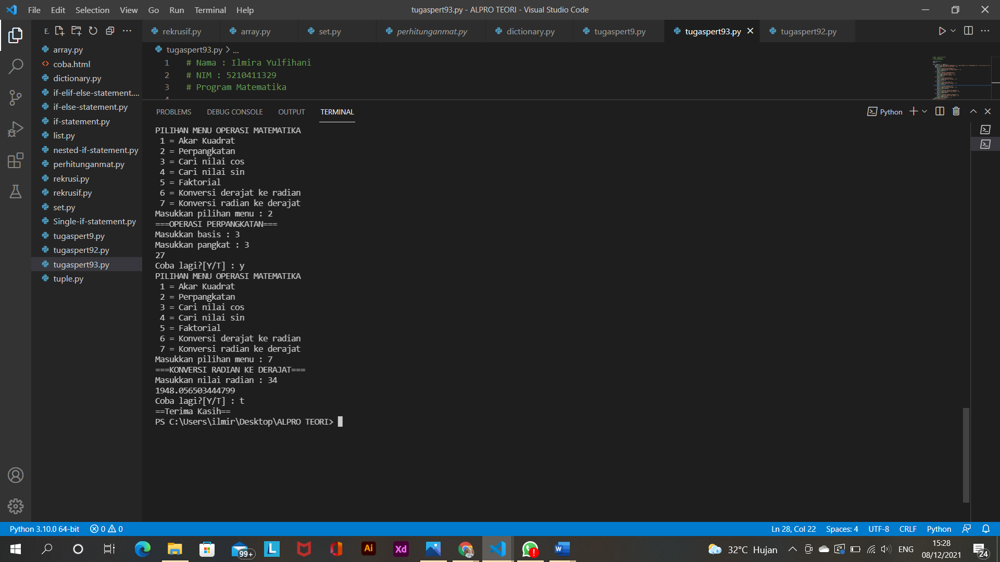 File Edit Selection View Go Run Terminal Help
tugaspert93.py - ALPRO TEORI - Visual Studio Code
E.
rekrusif.py array.py set.py perhitunganmat.py dictionary.py tugaspert9.py tugaspert93.py tugaspert92.py
array.py
coba.html
dictionary.py
if-elif-else-statement....
if-else-statement.py
if-statement.py
list.py
nested-if-statement.py
perhitunganmat.py
rekrusi.py
rekrusif.py
set.py
Single-if-statement.py
tugaspert9.py
tugaspert92.py
tugaspert93.py
tuple.py
tugaspert93.py > ...
1 # Nama : Ilmira Yulfihani
2 # NIM : 5210411329
3 # Program Matematika
4
PROBLEMS DEBUG CONSOLE OUTPUT TERMINAL
Python
PILIHAN MENU OPERASI MATEMATIKA
1 = Akar Kuadrat
2 = Perpangkatan
3 = Cari nilai cos
4 = Cari nilai sin
5 = Faktorial
6 = Konversi derajat ke radian
7 = Konversi radian ke derajat
Masukkan pilihan menu : 2
===OPERASI PERPANGKATAN===
Masukkan basis : 3
Masukkan pangkat : 3
27
Coba lagi?[Y/T] : y
PILIHAN MENU OPERASI MATEMATIKA
1 = Akar Kuadrat
2 = Perpangkatan
3 = Cari nilai cos
4 = Cari nilai sin
5 = Faktorial
6 = Konversi derajat ke radian
7 = Konversi radian ke derajat
Masukkan pilihan menu : 7
===KONVERSI RADIAN KE DERAJAT===
Masukkan nilai radian : 34
1948.056503444799
Coba lagi?[Y/T] : t
==Terima Kasih==
PS C:\Users\ilmir\Desktop\ALPRO TEORI>
Python 3.10.0 64-bit 0 0
Ln 28, Col 22 Spaces: 4 UTF-8 CRLF Python
99+ L Ai Xd W
32°C Hujan ENG
15:28
08/12/2021
24